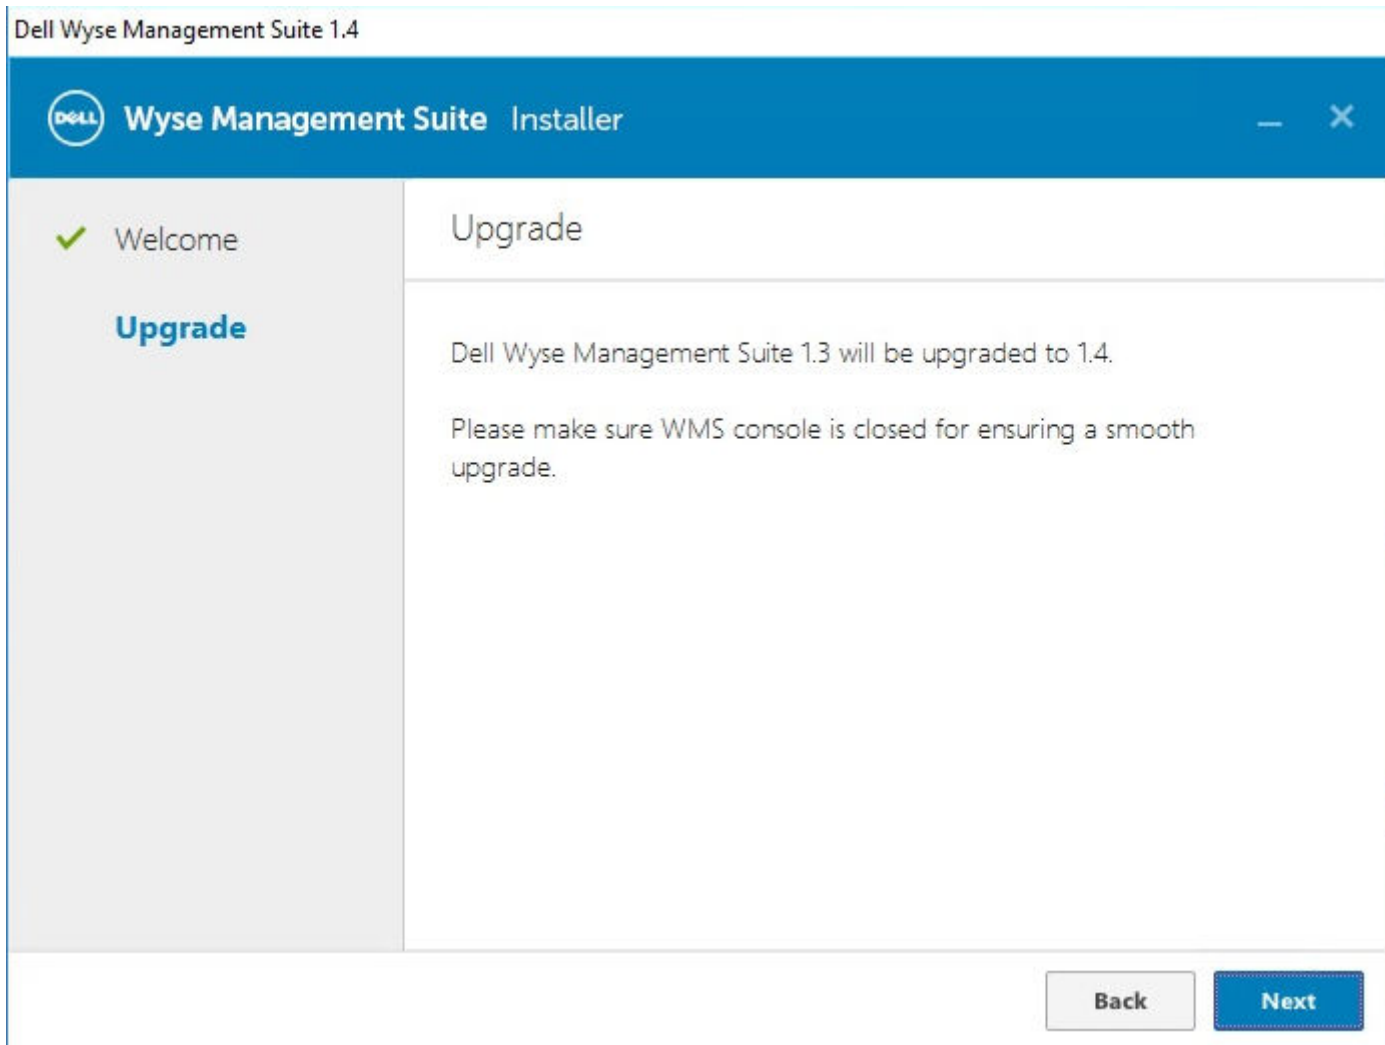 Dell Wyse Management Suite 1.4
DELL Wyse Management Suite Installer
Welcome
Upgrade
Upgrade
Dell Wyse Management Suite 1.3 will be upgraded to 1.4.
Please make sure WMS console is closed for ensuring a smooth
upgrade.
Back Next